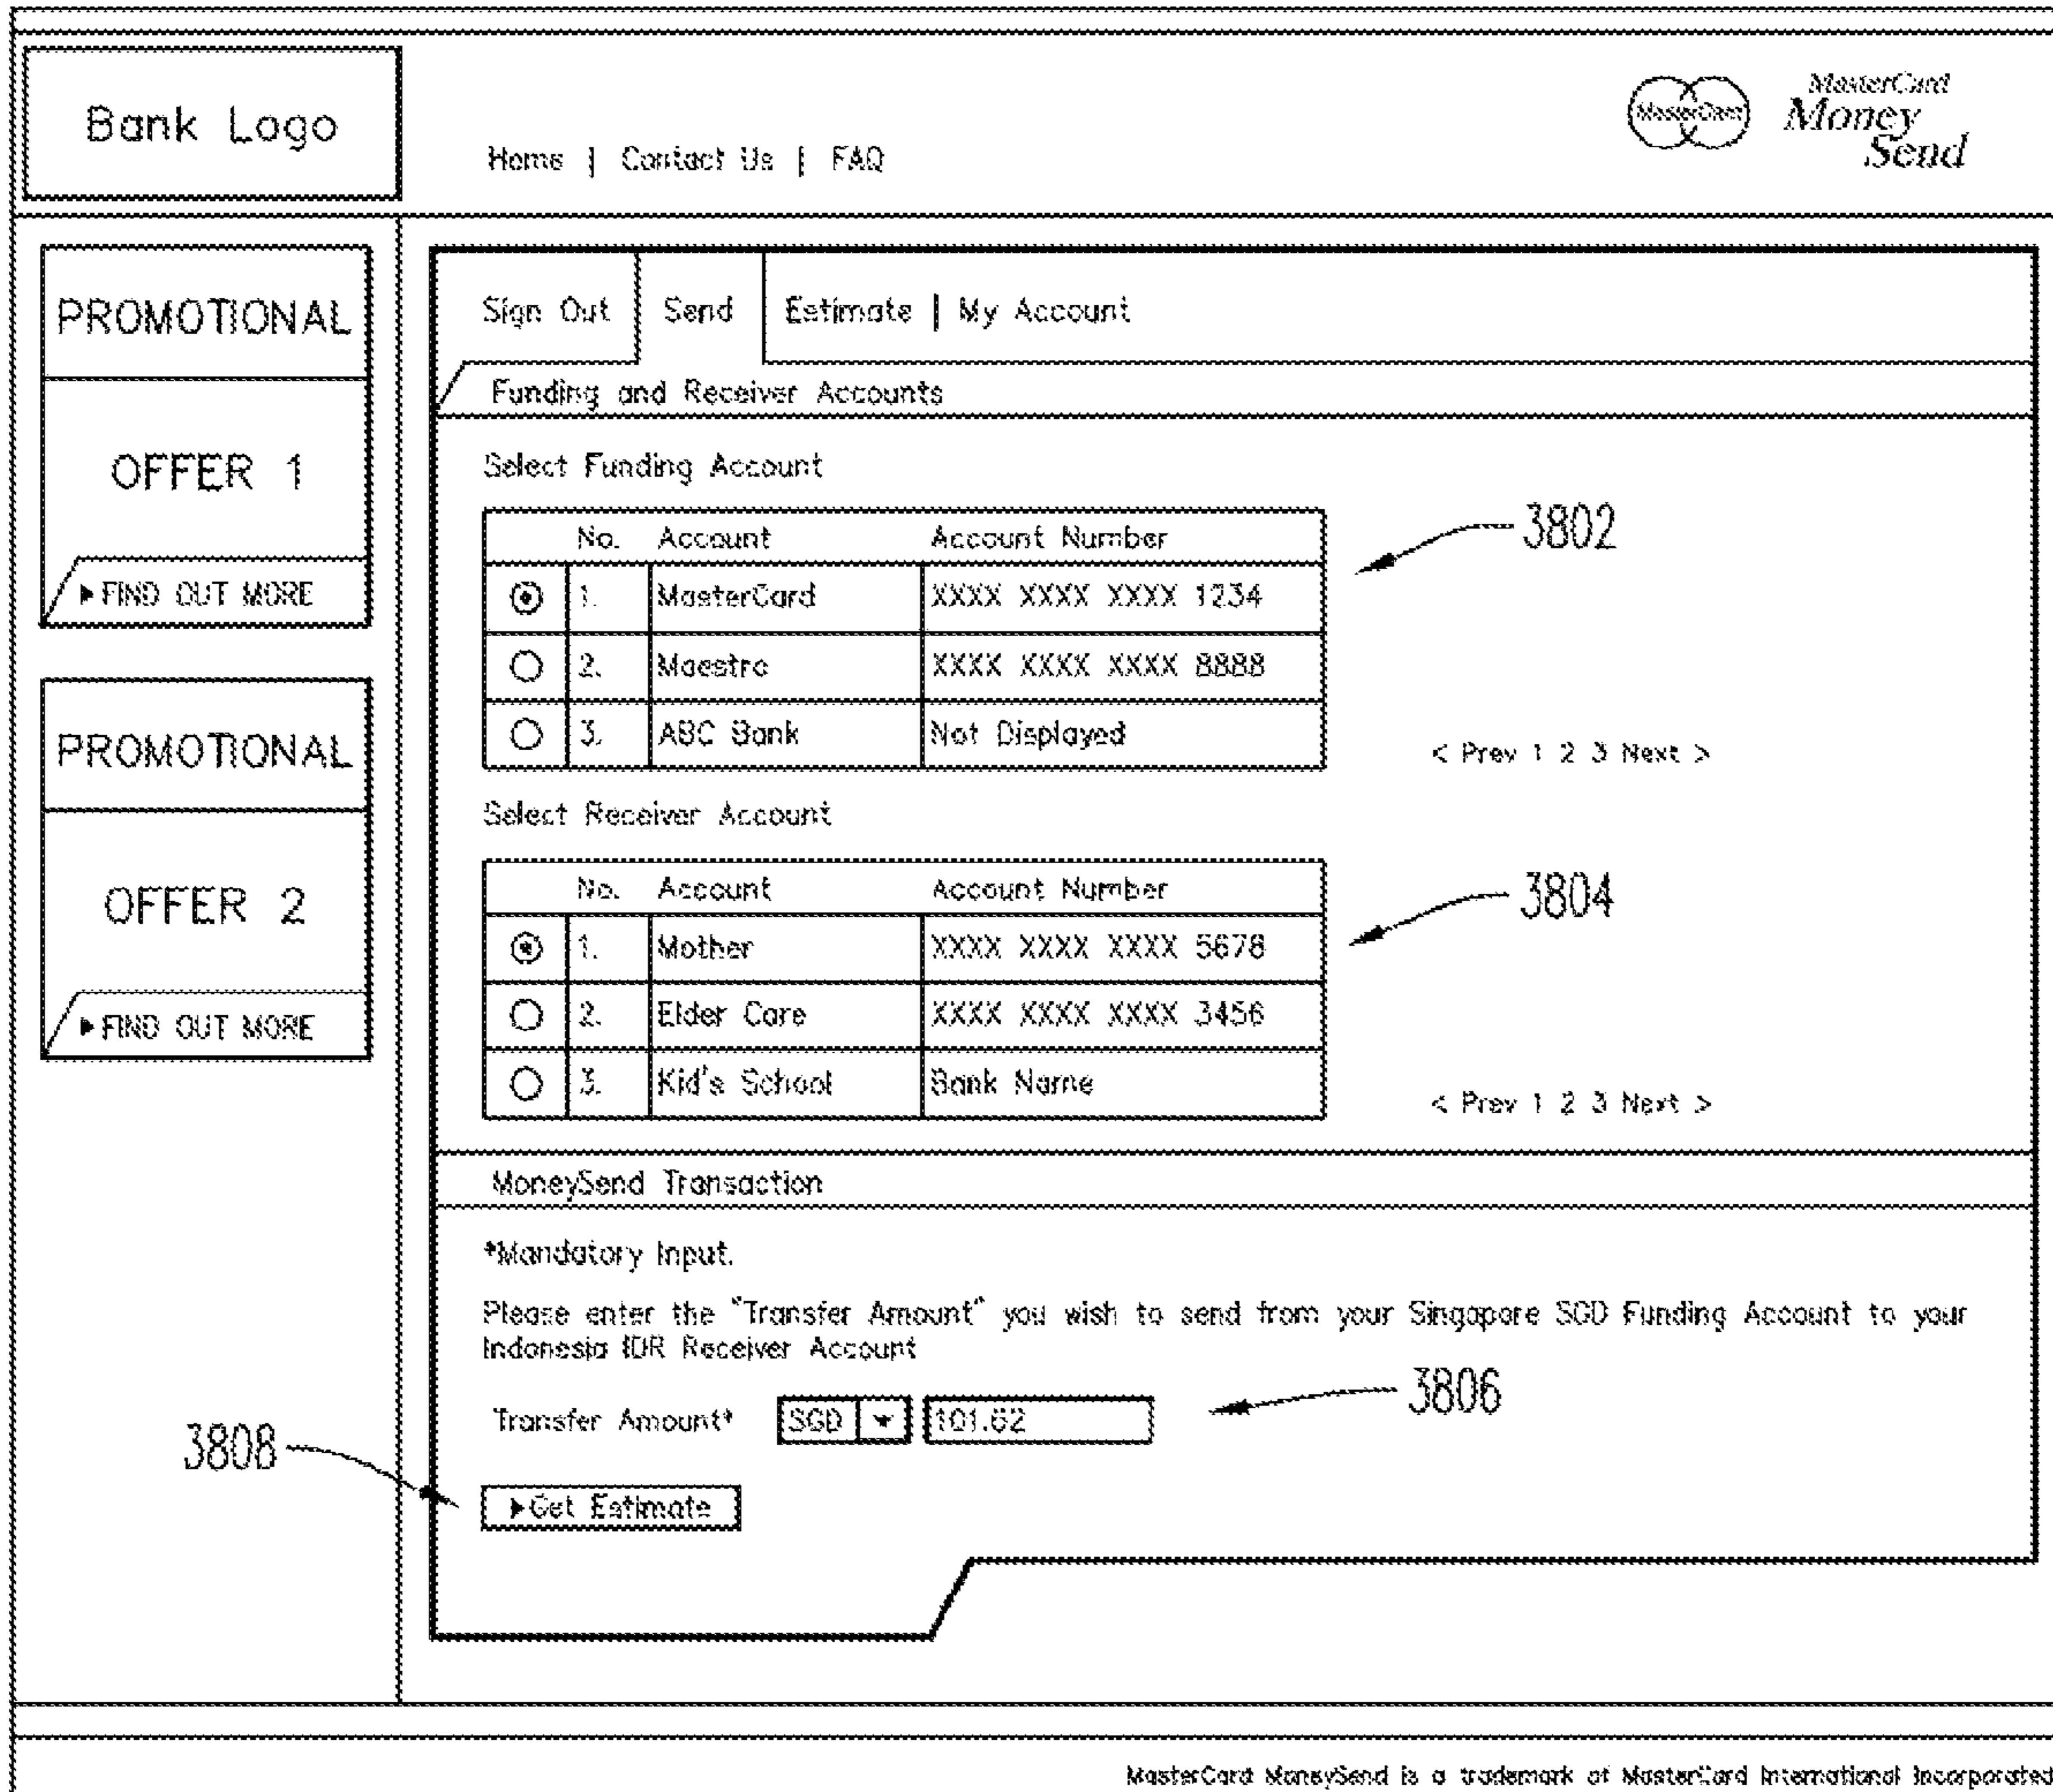 Bank Logo
Home | Contact Us | FAQ
MasterCard
MasterCard
Money
Send
PROMOTIONAL
OFFER 1
▶FIND OUT MORE
PROMOTIONAL
OFFER 2
▶FIND OUT MORE
Sign Out Send Estimate | My Account
Funding and Receiver Accounts
Select Funding Account
No. Account Account Number
1. MasterCard XXXX XXXX XXXX 1234
2. Maestro XXXX XXXX XXXX 8888
3. ABC Bank Not Displayed
< Prev 1 2 3 Next >
3802
Select Receiver Account
No. Account Account Number
1. Mother XXXX XXXX XXXX 5678
2. Elder Care XXXX XXXX XXXX 3456
3. Kid's School Bank Name
< Prev 1 2 3 Next >
3804
MoneySend Transaction
*Mandatory Input.
Please enter the "Transfer Amount" you wish to send from your Singapore SGD Funding Account to your
Indonesia IDR Receiver Account
Transfer Amount* SGD ▼ 101.62
3806
3808
▶Get Estimate
MasterCard MoneySend is a trademark of MasterCard International Incorporated